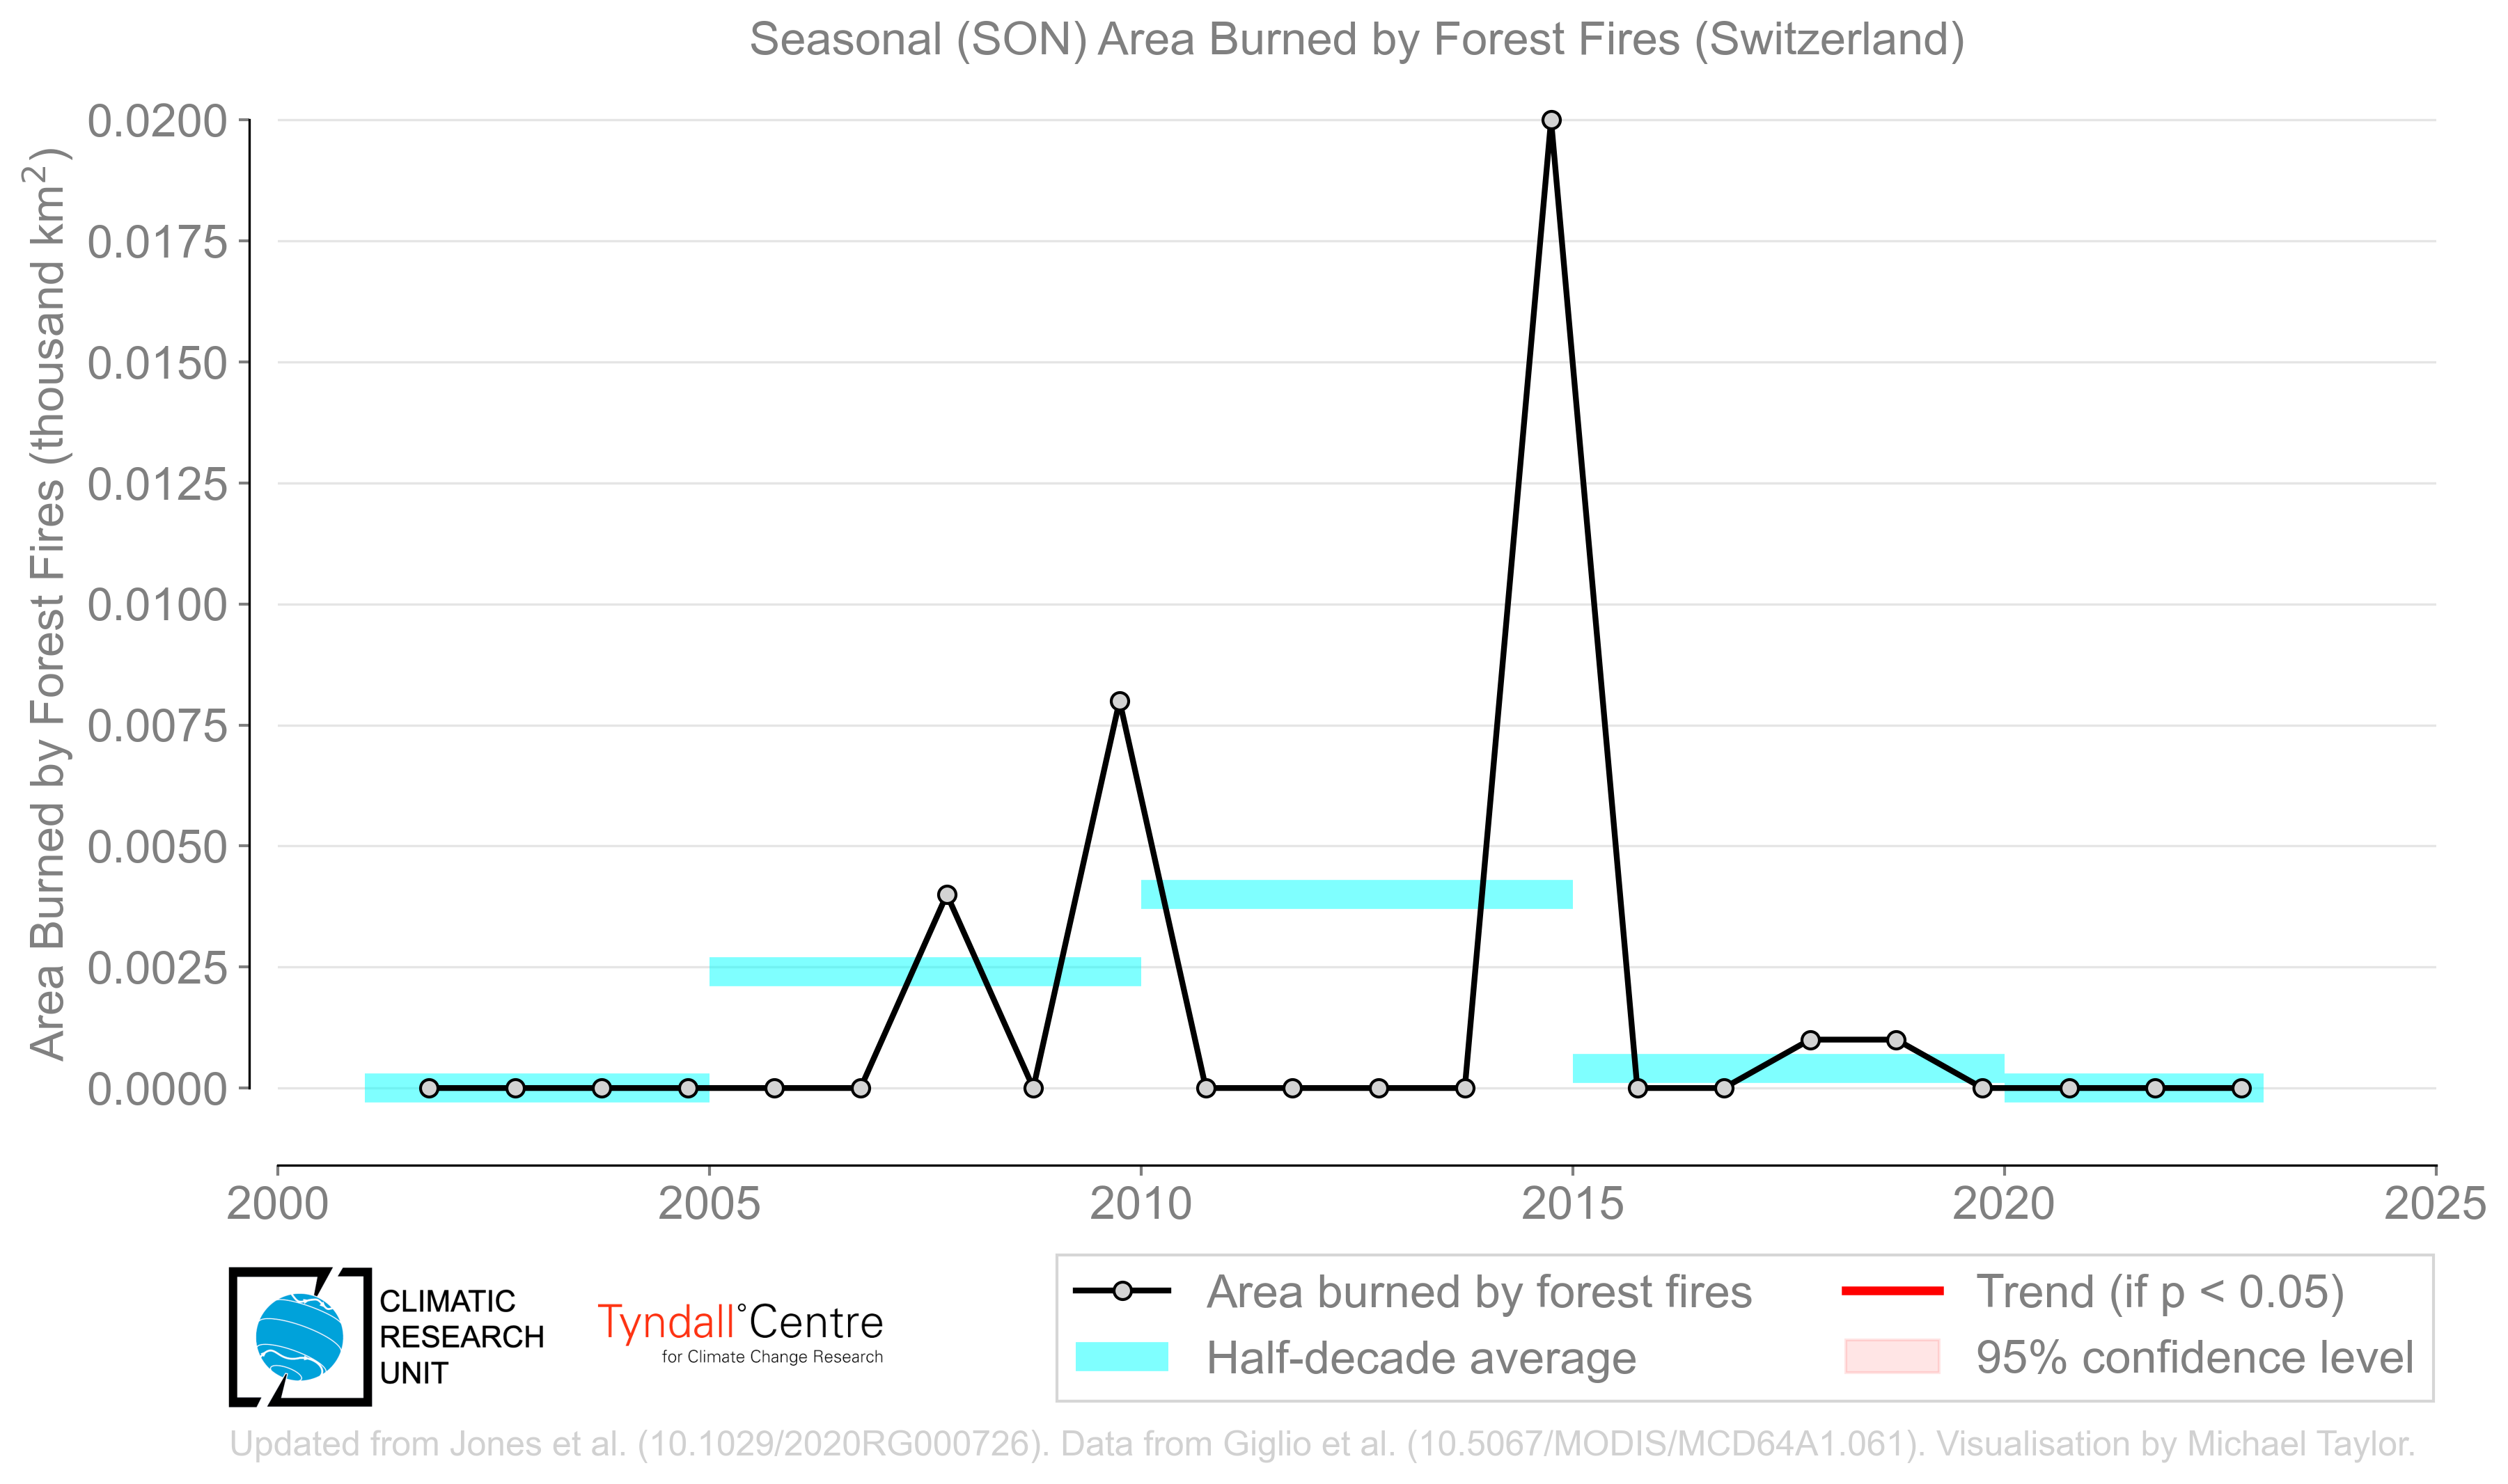 Seasonal (SON) Area Burned by Forest Fires (Switzerland)
Area Burned by Forest Fires (thousand km²)
0.0200
0.0175
0.0150
0.0125
0.0100
0.0075
0.0050
0.0025
0.0000
2000 2005 2010 2015 2020 2025
CLIMATIC
RESEARCH
UNIT
Tyndall°Centre
for Climate Change Research
Area burned by forest fires
Half-decade average
Trend (if p < 0.05)
95% confidence level
Updated from Jones et al. (10.1029/2020RG000726). Data from Giglio et al. (10.5067/MODIS/MCD64A1.061). Visualisation by Michael Taylor.